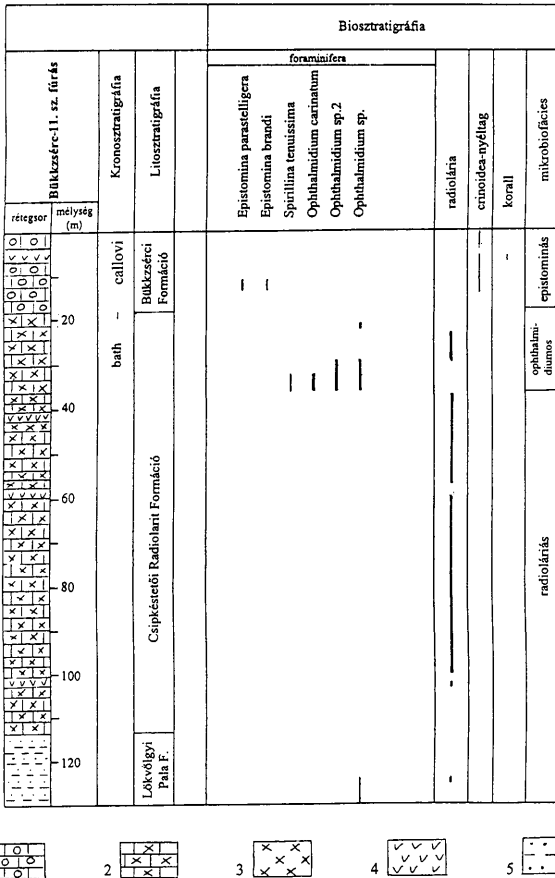 Biosztratigráfia
foraminifera
Bükkzsérc-11. sz. fúrás
rétegsor
mélység
(m)
Kronosztratigráfia
Litosztratigráfia
Epistomina parastelligera
Epistomina brandi
Spirillina tenuissima
Ophthalmidium carinatum
Ophthalmidium sp.2
Ophthalmidium sp.
radiolária
crinoidea-nyéltag
korall
mikrobiofácies
bath – callovi
Bükkzsérci
Formáció
Csipkéstetői Radiolarit Formáció
Lökvölgyi
Pala F.
epistominás
ophthalmi-
diumos
radioláriás
20
40
60
80
100
120
2
3
4
5